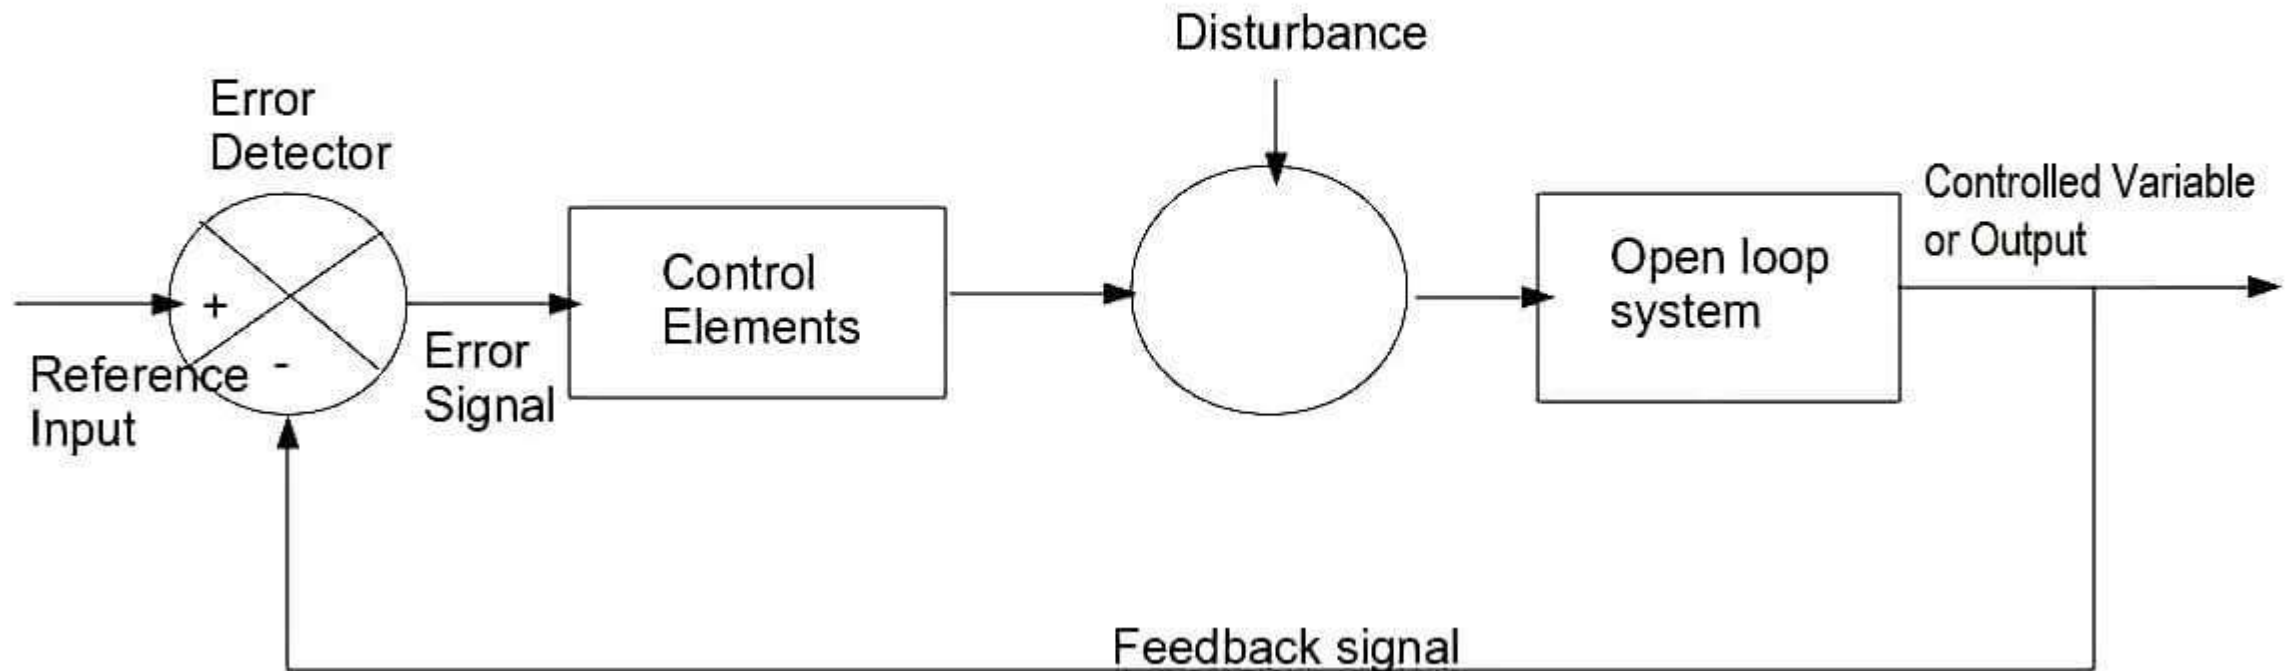 Disturbance
Error
Detector
Controlled Variable
or Output
+
-
Reference
Input
Error
Signal
Control
Elements
Open loop
system
Feedback signal